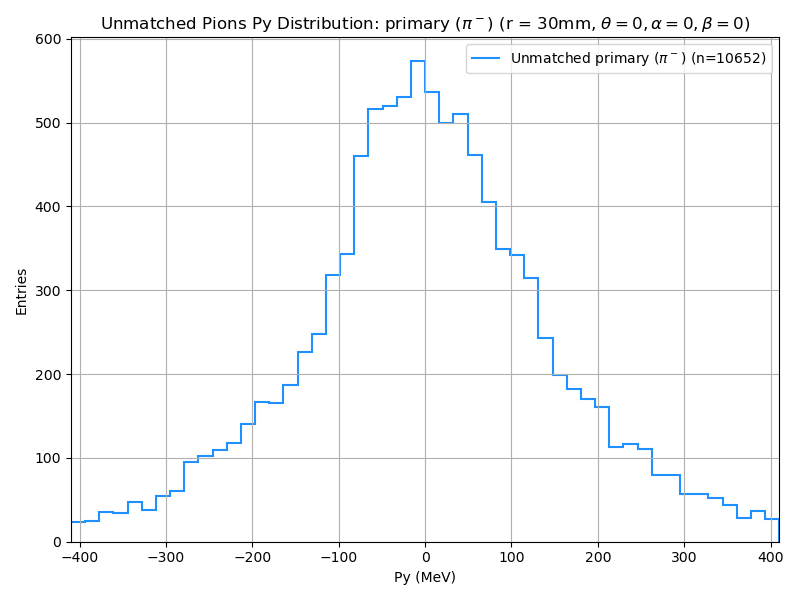 Unmatched Pions Py Distribution: primary (π⁻) (r = 30mm, θ = 0, α = 0, β = 0)
Unmatched primary (π⁻) (n=10652)
Entries
600
500
400
300
200
100
0
−400 −300 −200 −100 0 100 200 300 400
Py (MeV)